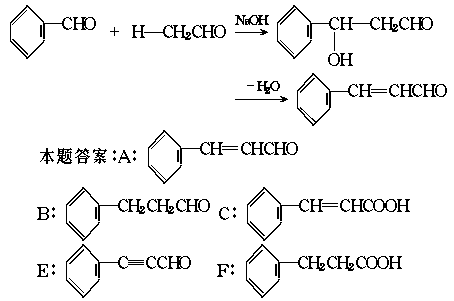 CHO + H—CH₂CHO NaOH CH—CH₂CHO
OH
−H₂O CH=CHCHO
本题答案:A: CH=CHCHO
B: CH₂CH₂CHO C: CH=CHCOOH
E: C≡CCHO F: CH₂CH₂COOH